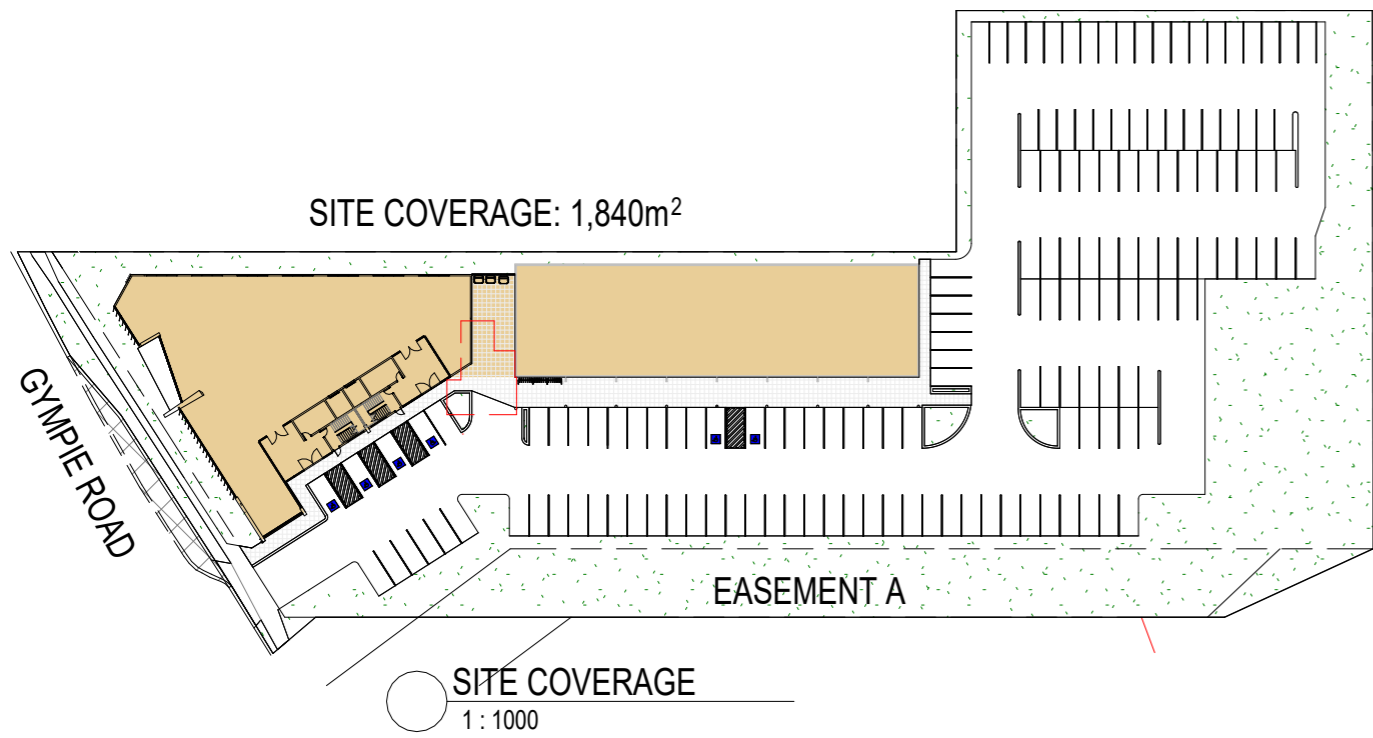 SITE COVERAGE: 1,840m²
GYMPIE ROAD
EASEMENT A
SITE COVERAGE
1 : 1000